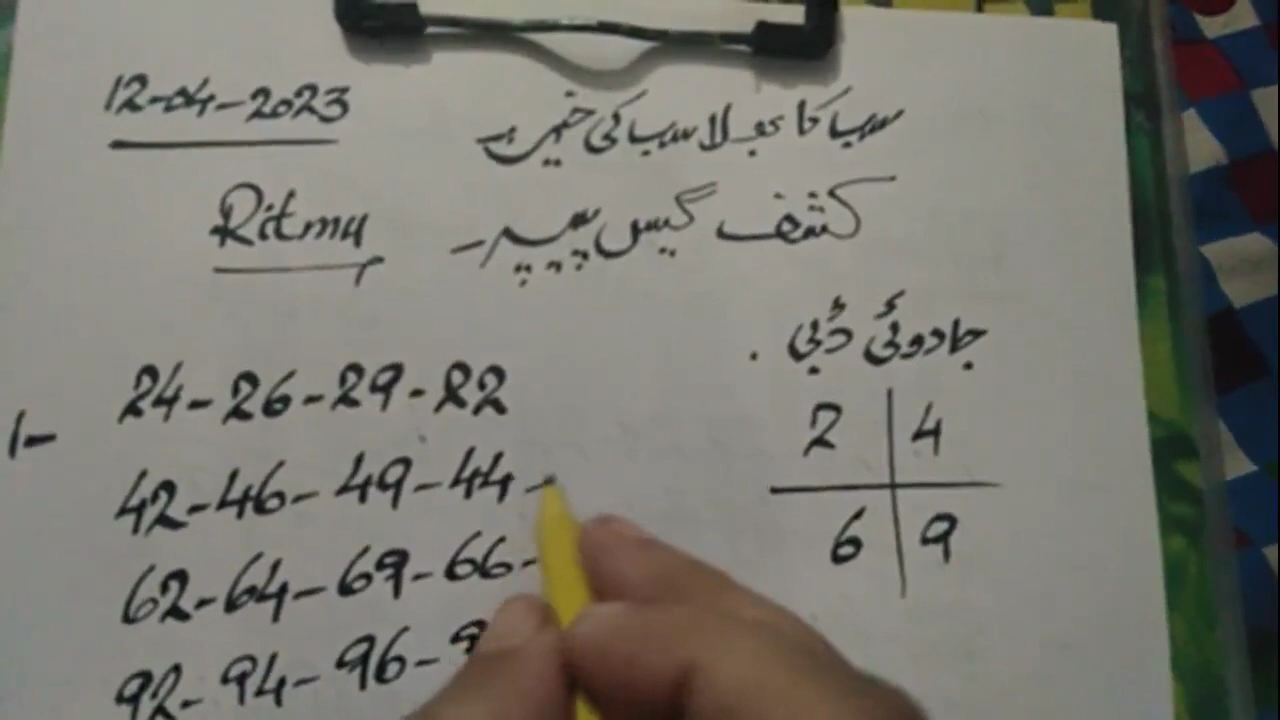 12-04-2023
سب کا بھلا سب کی خیر
Ritmu
کشف گیس پیپر -
جادوئی ڈبی
2 4
6 9
1-
24-26-29-22
42-46-49-44-
62-64-69-66-
92-94-96-9